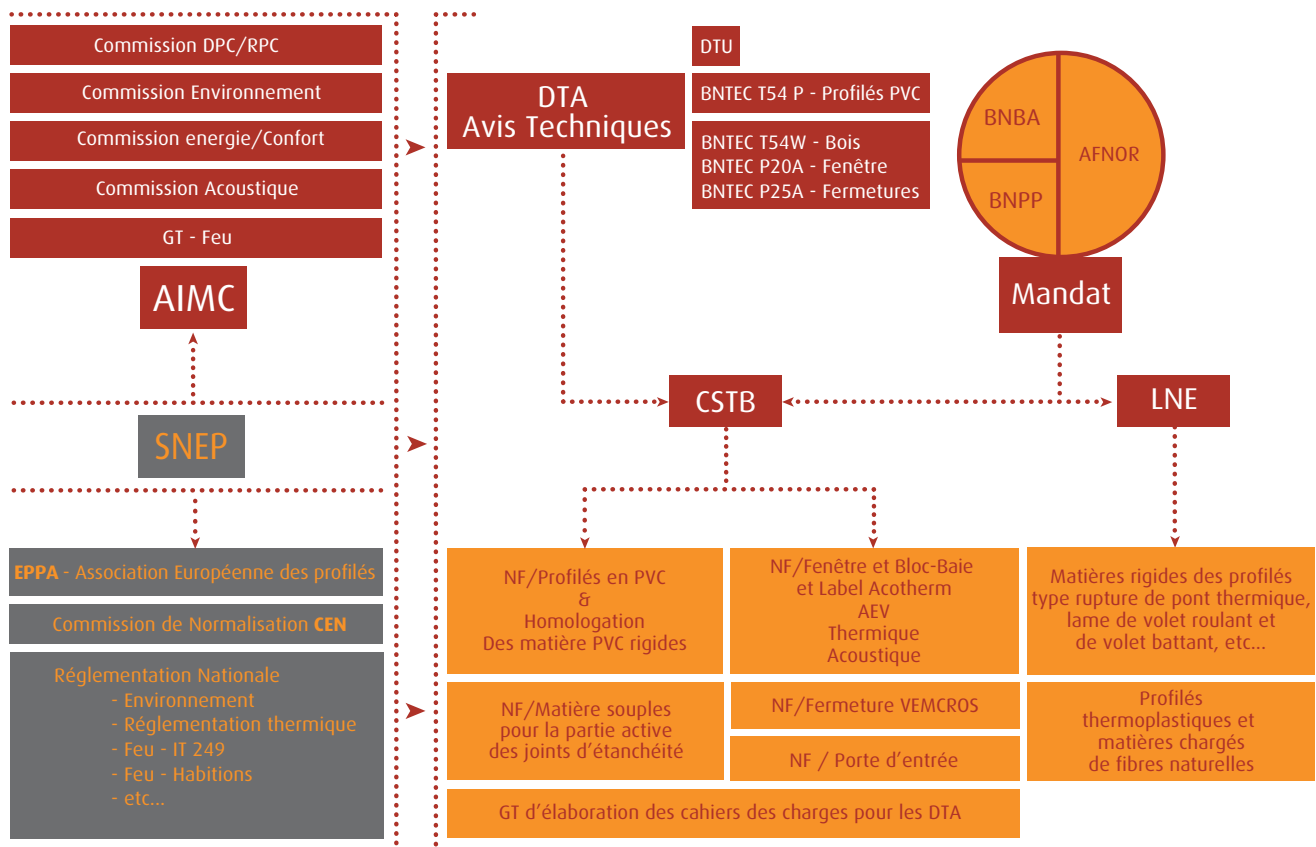 Commission DPC/RPC
Commission Environnement
Commission energie/Confort
Commission Acoustique
GT - Feu
AIMC
SNEP
EPPA - Association Européenne des profilés
Commission de Normalisation CEN
Réglementation Nationale
- Environnement
- Réglementation thermique
- Feu - IT 249
- Feu - Habitions
- etc...
DTA
Avis Techniques
DTU
BNTEC T54 P - Profilés PVC
BNTEC T54W - Bois
BNTEC P20A - Fenêtre
BNTEC P25A - Fermetures
BNBA
BNPP
AFNOR
Mandat
CSTB
LNE
NF/Profilés en PVC
&
Homologation
Des matière PVC rigides
NF/Fenêtre et Bloc-Baie
et Label Acotherm
AEV
Thermique
Acoustique
Matières rigides des profilés
type rupture de pont thermique,
lame de volet roulant et
de volet battant, etc...
NF/Matière souples
pour la partie active
des joints d'étanchéité
NF/Fermeture VEMCROS
NF / Porte d'entrée
Profilés
thermoplastiques et
matières chargés
de fibres naturelles
GT d'élaboration des cahiers des charges pour les DTA